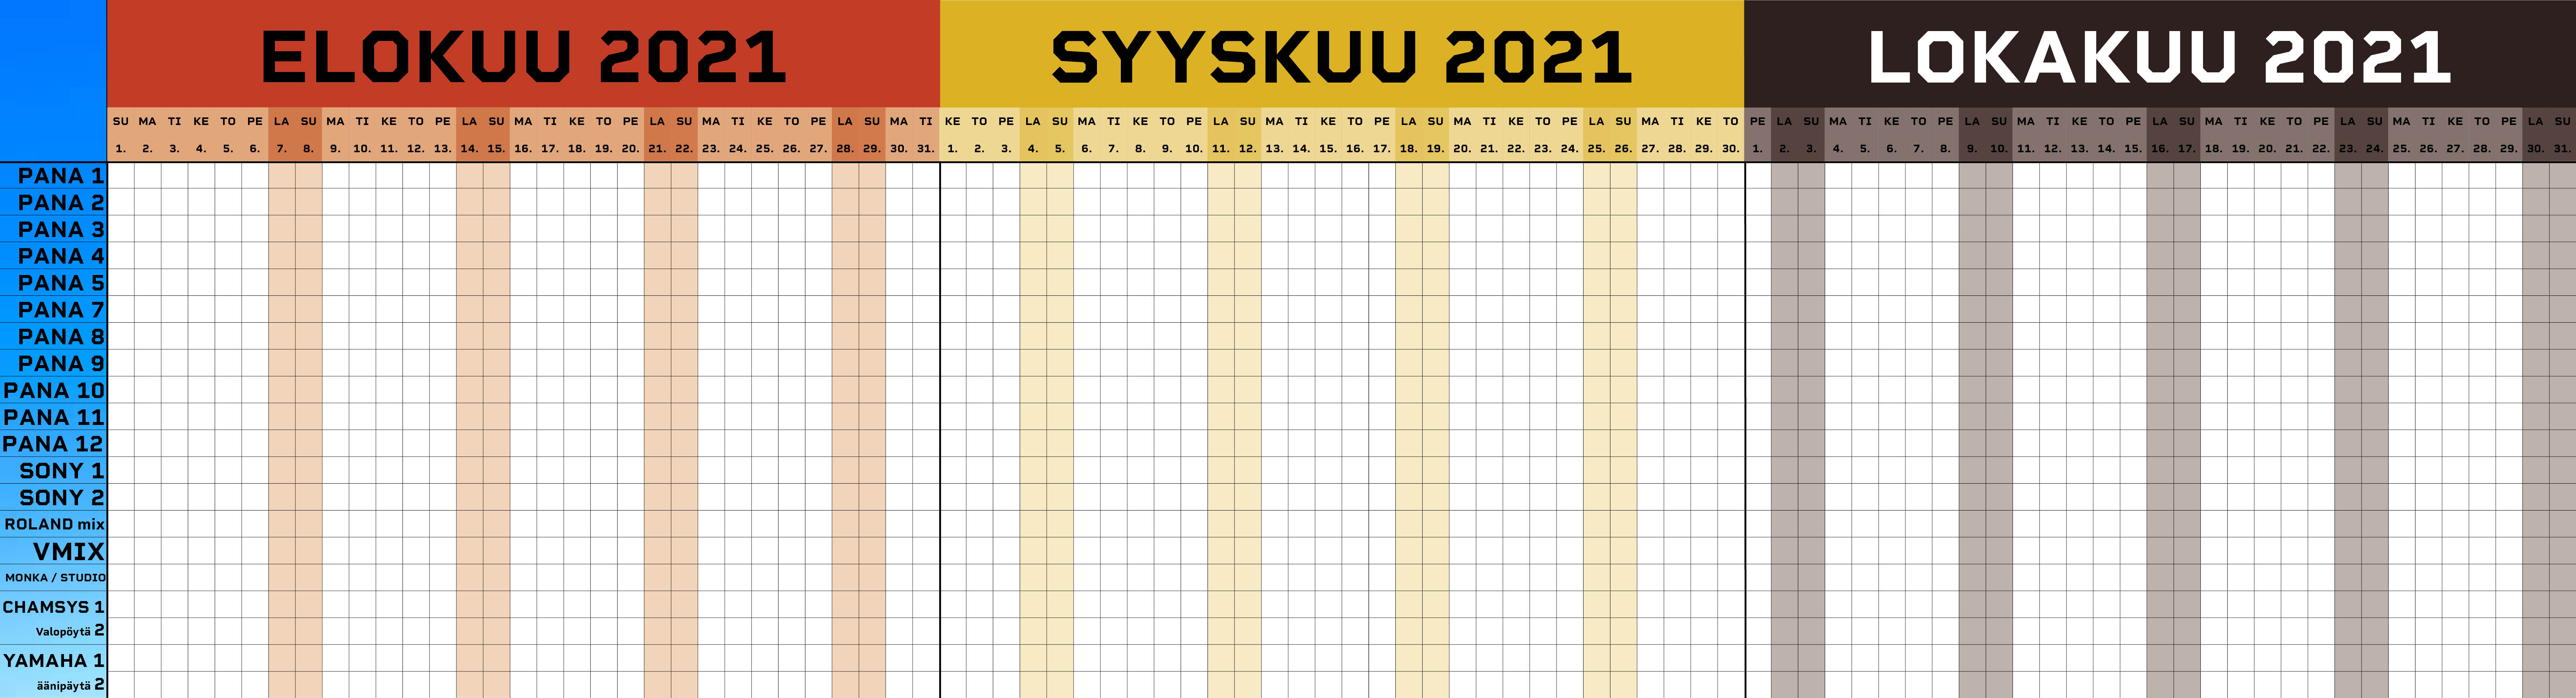 ELOKUU 2021 SYYSKUU 2021 LOKAKUU 2021
SU MA TI KE TO PE LA SU MA TI KE TO PE LA SU MA TI KE TO PE LA SU MA TI KE TO PE LA SU MA TI KE TO PE LA SU MA TI KE TO PE LA SU MA TI KE TO PE LA SU MA TI KE TO PE LA SU MA TI KE TO PE LA SU MA TI KE TO PE LA SU MA TI KE TO PE LA SU MA TI KE TO PE LA SU MA TI KE TO PE LA SU
1. 2. 3. 4. 5. 6. 7. 8. 9. 10. 11. 12. 13. 14. 15. 16. 17. 18. 19. 20. 21. 22. 23. 24. 25. 26. 27. 28. 29. 30. 31. 1. 2. 3. 4. 5. 6. 7. 8. 9. 10. 11. 12. 13. 14. 15. 16. 17. 18. 19. 20. 21. 22. 23. 24. 25. 26. 27. 28. 29. 30. 1. 2. 3. 4. 5. 6. 7. 8. 9. 10. 11. 12. 13. 14. 15. 16. 17. 18. 19. 20. 21. 22. 23. 24. 25. 26. 27. 28. 29. 30. 31.
PANA 1
PANA 2
PANA 3
PANA 4
PANA 5
PANA 7
PANA 8
PANA 9
PANA 10
PANA 11
PANA 12
SONY 1
SONY 2
ROLAND mix
VMIX
MONKA / STUDIO
CHAMSYS 1
Valopöytä 2
YAMAHA 1
äänipäytä 2